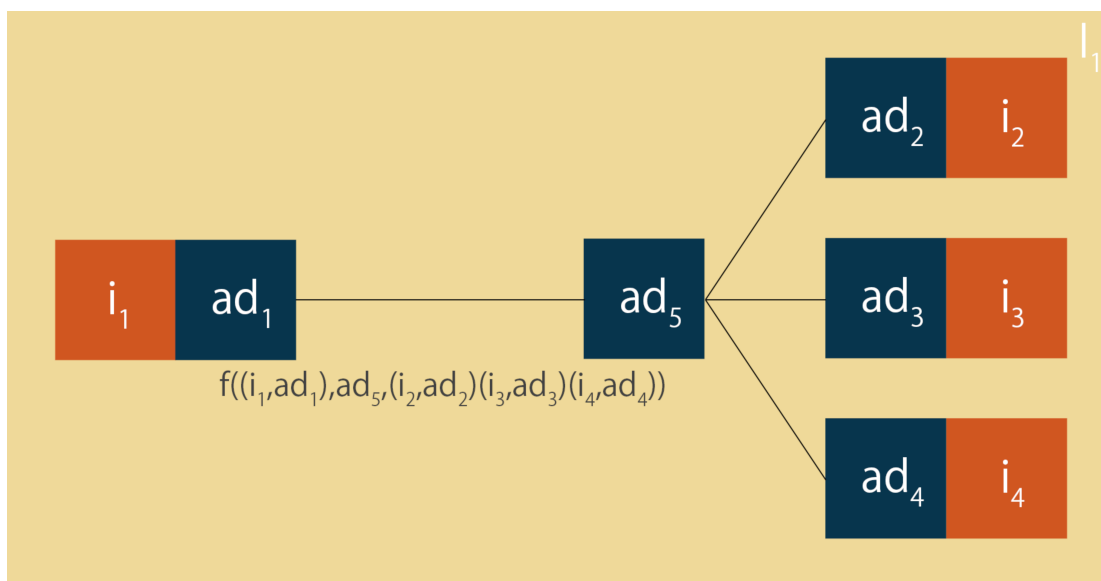 I₁
ad₂ i₂
i₁ ad₁ ad₅ ad₃ i₃
f((i₁,ad₁),ad₅,(i₂,ad₂)(i₃,ad₃)(i₄,ad₄))
ad₄ i₄